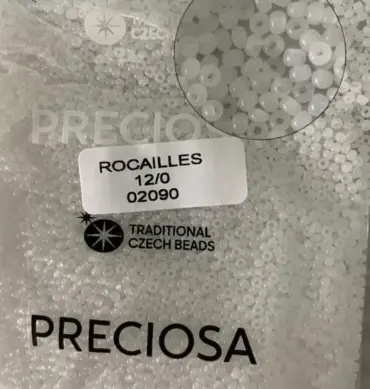 CZECH
PRECIOSA
ROCAILLES
12/0
02090
TRADITIONAL
CZECH BEADS
PRECIOSA